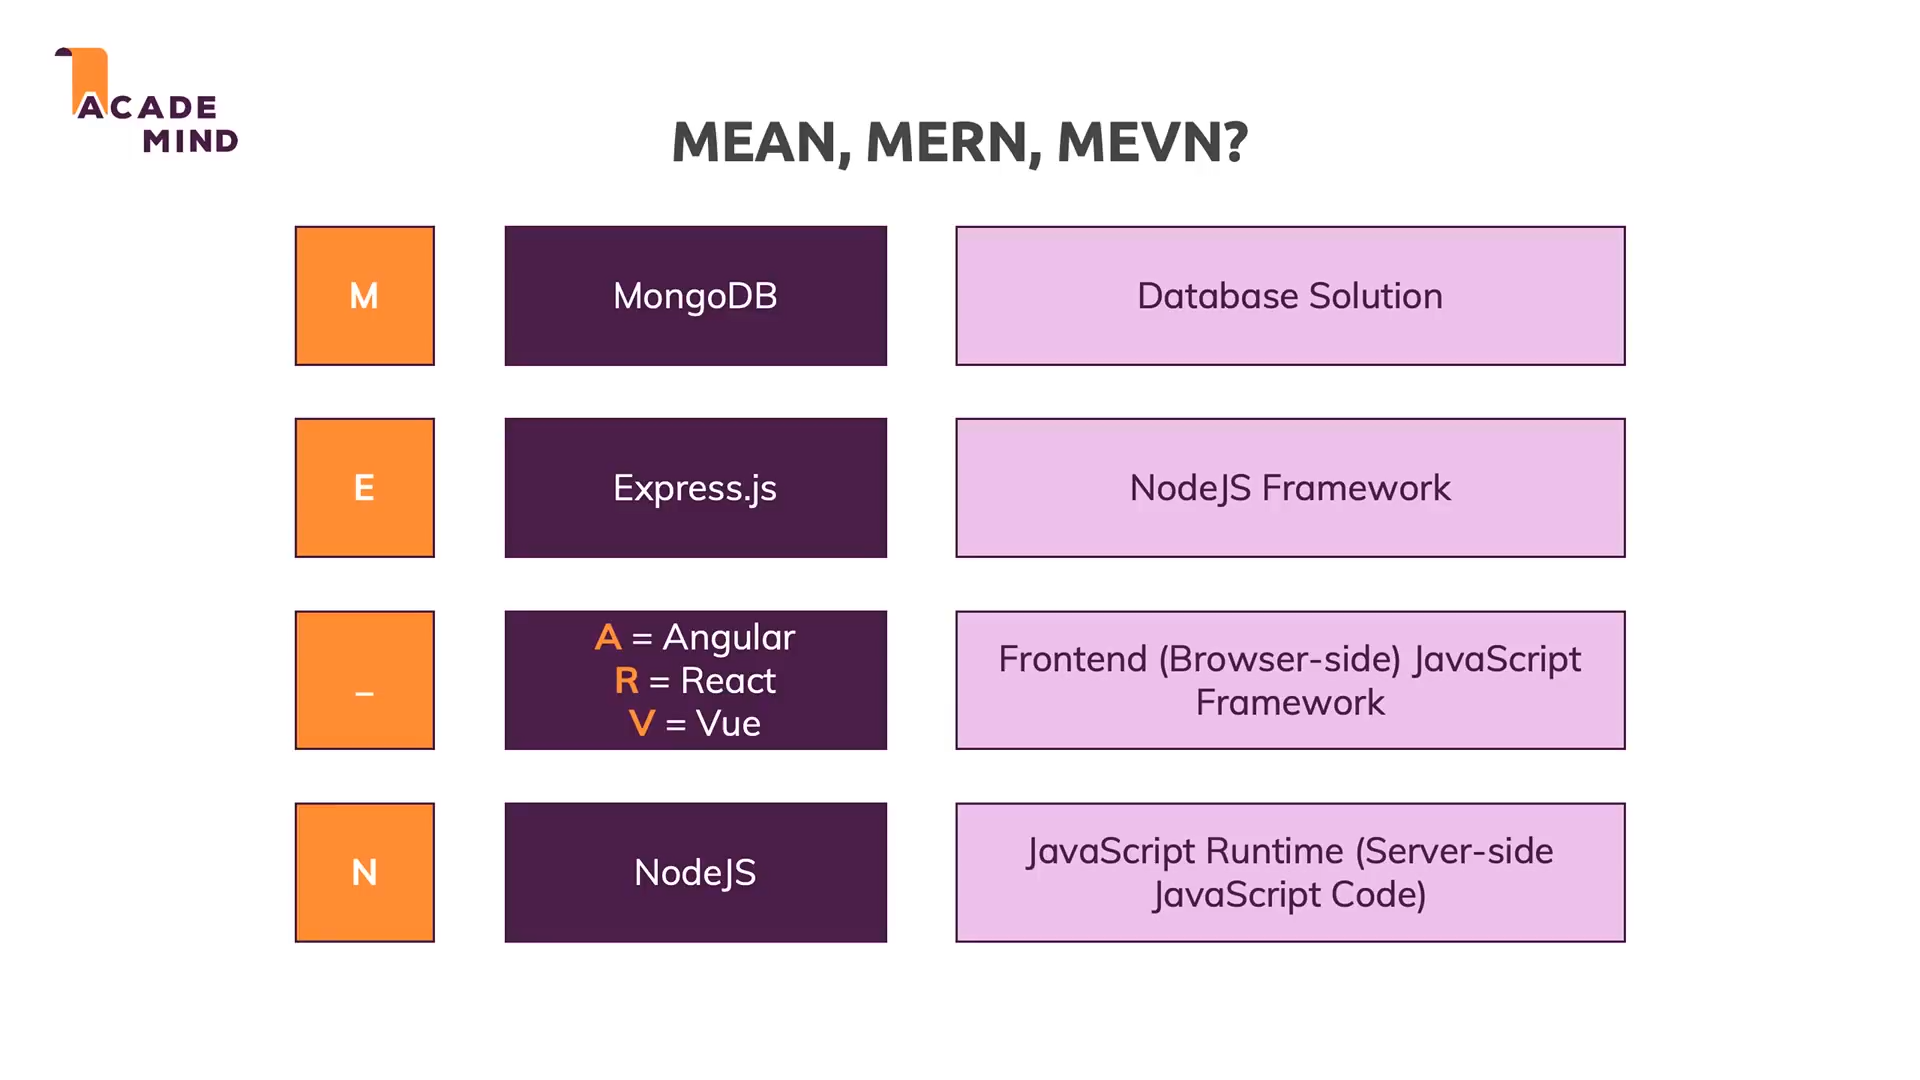 ACADE
MIND
MEAN, MERN, MEVN?
M
MongoDB
Database Solution
E
Express.js
NodeJS Framework
_
A = Angular
R = React
V = Vue
Frontend (Browser-side) JavaScript
Framework
N
NodeJS
JavaScript Runtime (Server-side
JavaScript Code)